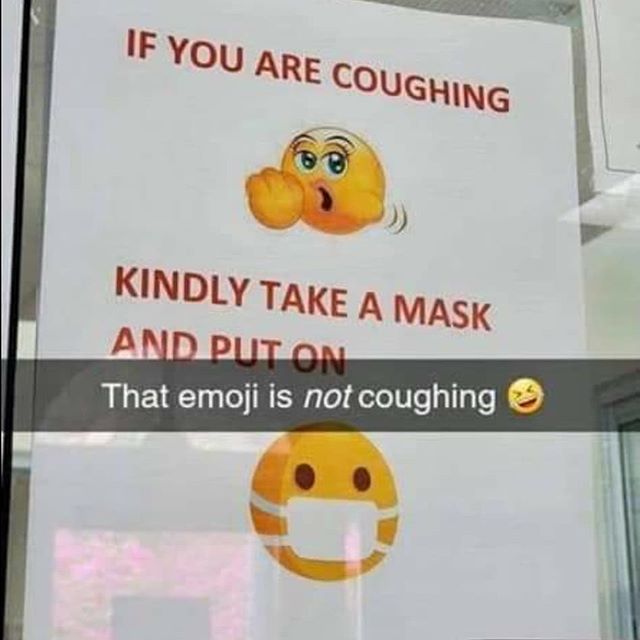 IF YOU ARE COUGHING
KINDLY TAKE A MASK
AND PUT ON
That emoji is not coughing 🤣